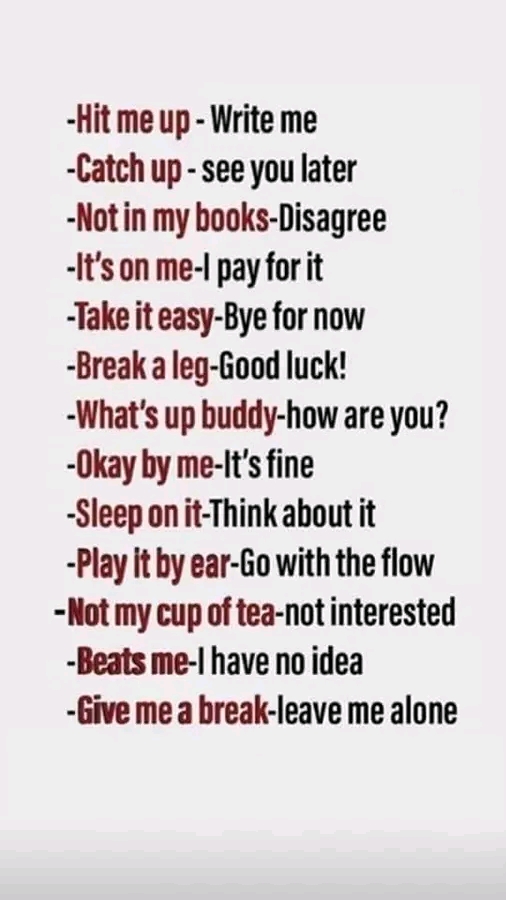 -Hit me up - Write me
-Catch up - see you later
-Not in my books-Disagree
-It's on me-I pay for it
-Take it easy-Bye for now
-Break a leg-Good luck!
-What's up buddy-how are you?
-Okay by me-It's fine
-Sleep on it-Think about it
-Play it by ear-Go with the flow
-Not my cup of tea-not interested
-Beats me-I have no idea
-Give me a break-leave me alone